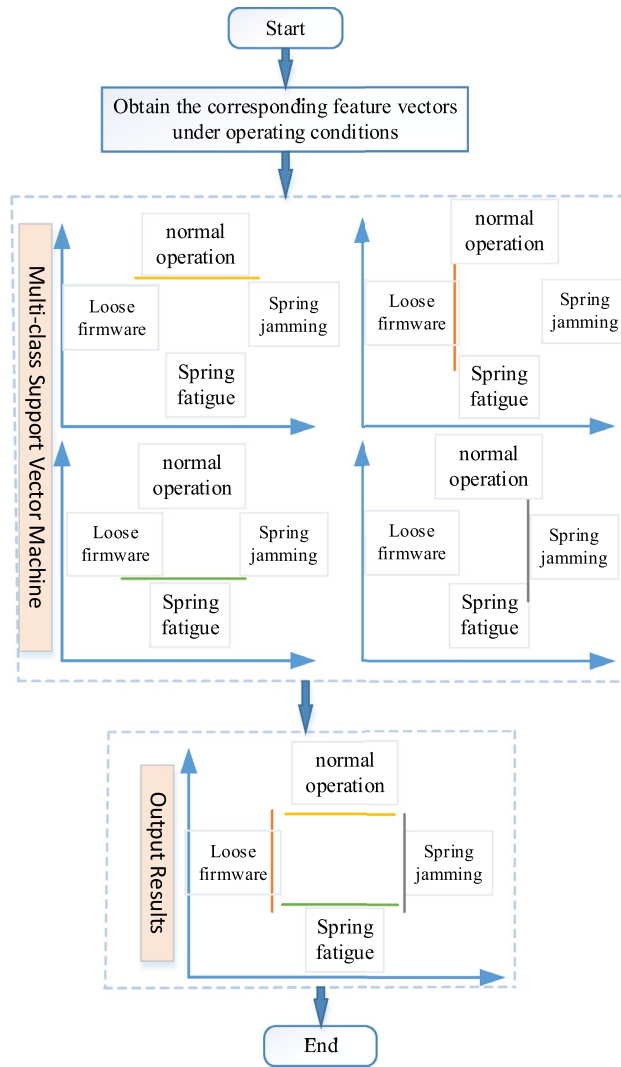 Start
Obtain the corresponding feature vectors
under operating conditions
Multi-class Support Vector Machine
normal
operation
Loose
firmware
Spring
jamming
Spring
fatigue
normal
operation
Loose
firmware
Spring
jamming
Spring
fatigue
normal
operation
Loose
firmware
Spring
jamming
Spring
fatigue
normal
operation
Loose
firmware
Spring
jamming
Spring
fatigue
Output Results
normal
operation
Loose
firmware
Spring
jamming
Spring
fatigue
End